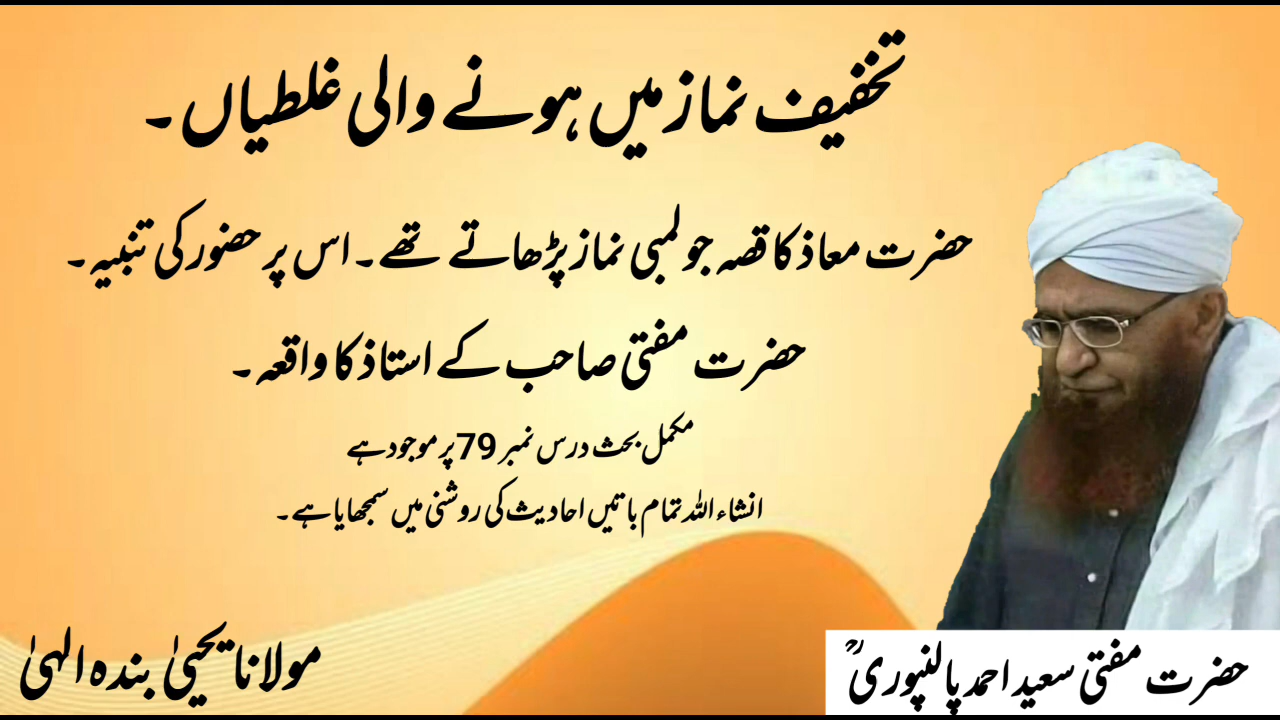 تخفیف نماز میں ہونے والی غلطیاں۔
حضرت معاذ کا قصہ جو لمبی نماز پڑھاتے تھے۔ اس پر حضور کی تنبیہ۔
حضرت مفتی صاحب کے استاذ کا واقعہ۔
مکمل بحث درس نمبر 79 پر موجود ہے
انشاء اللہ تمام باتیں احادیث کی روشنی میں سمجھایا ہے۔
مولانا یحییٰ بندہ الہیٰ
حضرت مفتی سعید احمد پالنپوریؒ